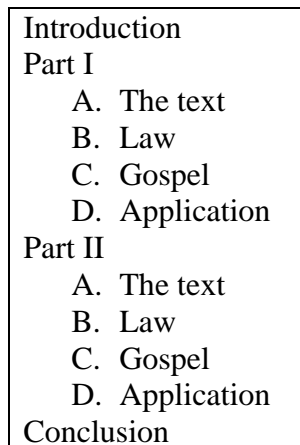 Introduction
Part I
A. The text
B. Law
C. Gospel
D. Application
Part II
A. The text
B. Law
C. Gospel
D. Application
Conclusion